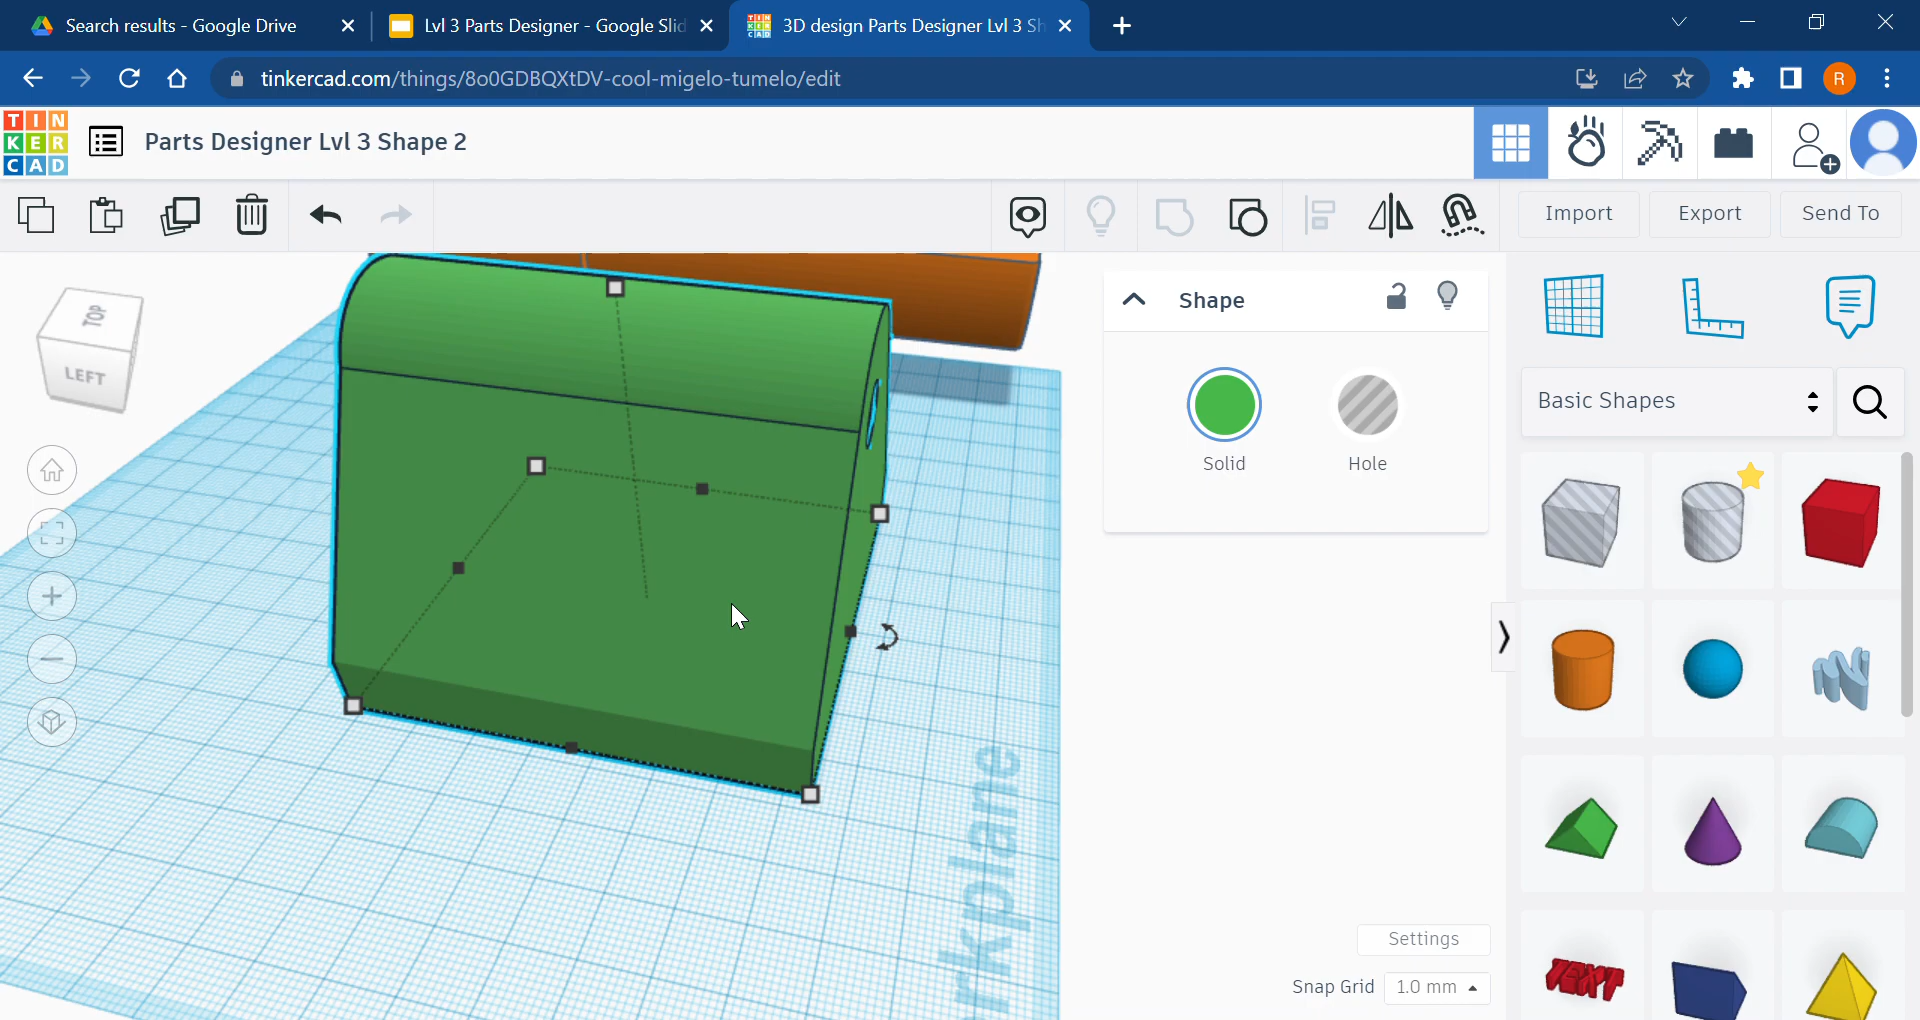 Search results - Google Drive
Lvl 3 Parts Designer - Google Slid
3D design Parts Designer Lvl 3 Sh
tinkercad.com/things/8o0GDBQXtDV-cool-migelo-tumelo/edit
R
TIN
KER
CAD
Parts Designer Lvl 3 Shape 2
Import
Export
Send To
TOP
LEFT
Shape
Solid
Hole
Basic Shapes
TEXT
rkplane
Settings
Snap Grid
1.0 mm